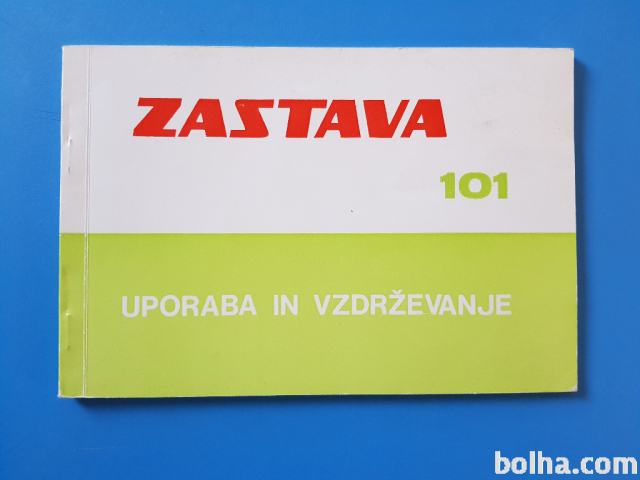 ZASTAVA
101
UPORABA IN VZDRŽEVANJE
bolha.com